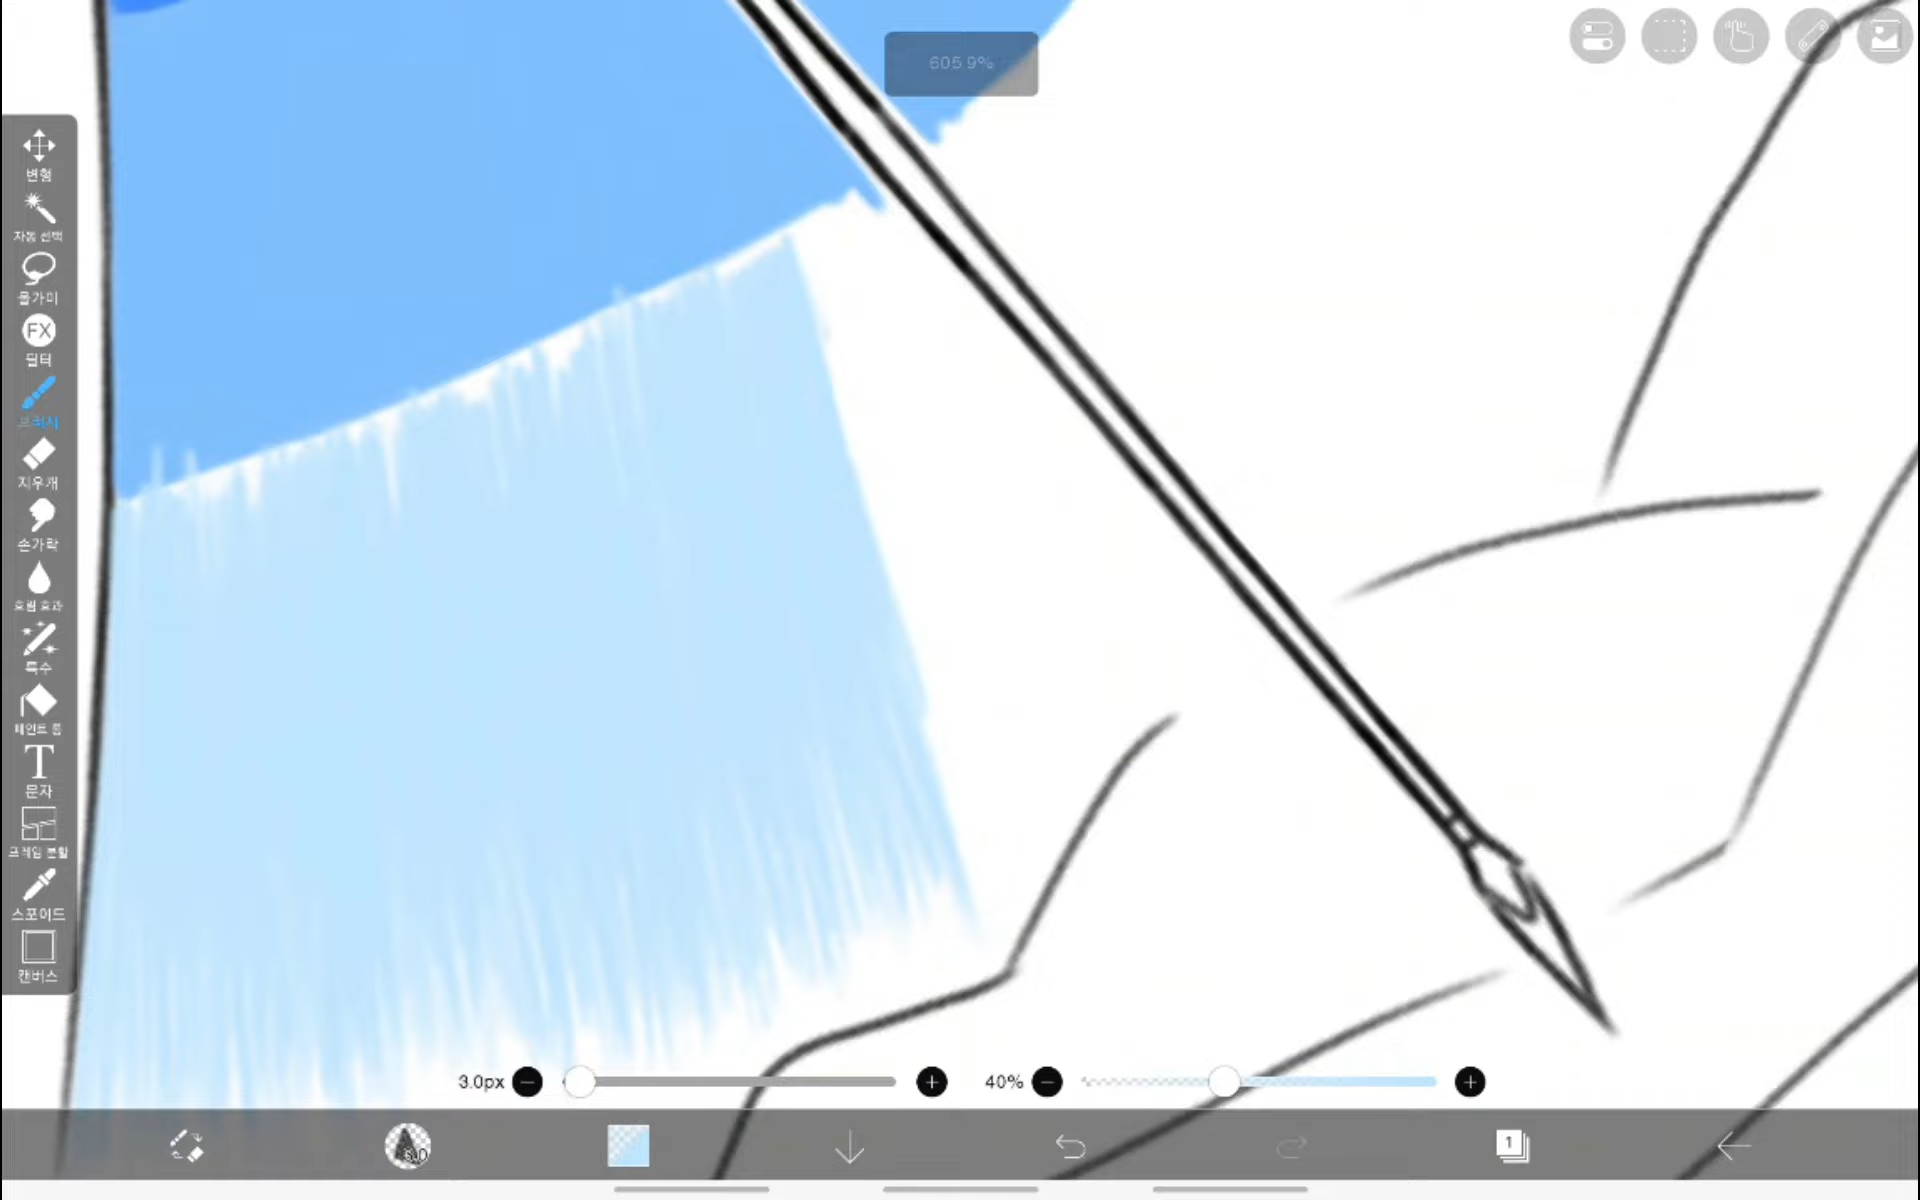 605.9%
변형
자동 선택
올가미
FX
필터
브러시
지우개
손가락
흐림 효과
특수
페인트 통
T
문자
프레임 분할
스포이드
캔버스
3.0px
40%
6.0
1